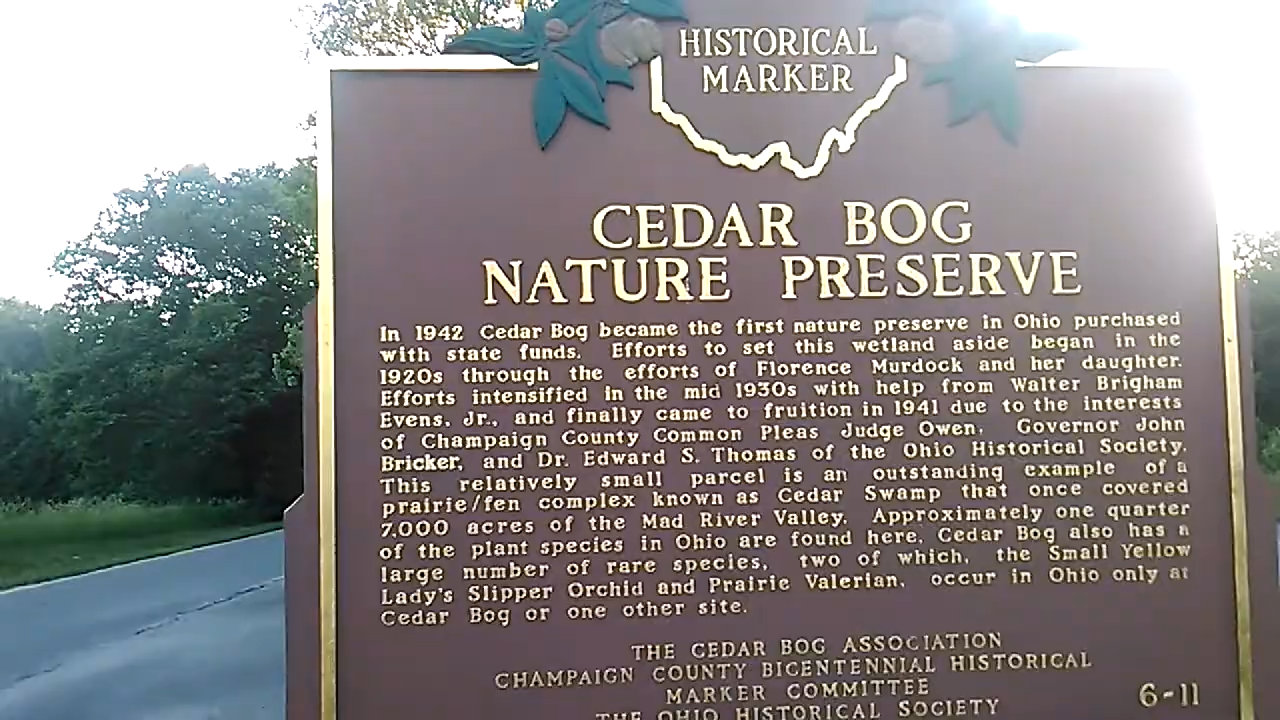 HISTORICAL
MARKER
CEDAR BOG
NATURE PRESERVE
In 1942 Cedar Bog became the first nature preserve in Ohio purchased
with state funds. Efforts to set this wetland aside began in the
1920s through the efforts of Florence Murdock and her daughter.
Efforts intensified in the mid 1930s with help from Walter Brigham
Evens, Jr., and finally came to fruition in 1941 due to the interests
of Champaign County Common Pleas Judge Owen, Governor John
Bricker, and Dr. Edward S. Thomas of the Ohio Historical Society.
This relatively small parcel is an outstanding example of a
prairie/fen complex known as Cedar Swamp that once covered
7,000 acres of the Mad River Valley. Approximately one quarter
of the plant species in Ohio are found here. Cedar Bog also has a
large number of rare species, two of which, the Small Yellow
Lady's Slipper Orchid and Prairie Valerian, occur in Ohio only at
Cedar Bog or one other site.
THE CEDAR BOG ASSOCIATION
CHAMPAIGN COUNTY BICENTENNIAL HISTORICAL
MARKER COMMITTEE
THE OHIO HISTORICAL SOCIETY
6-11